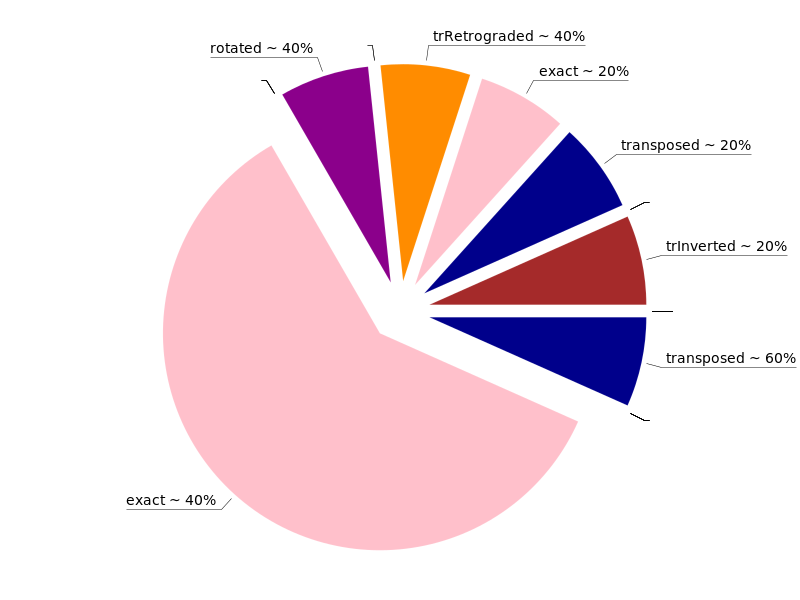 trRetrograded ~ 40%
rotated ~ 40%
exact ~ 20%
transposed ~ 20%
trInverted ~ 20%
transposed ~ 60%
exact ~ 40%